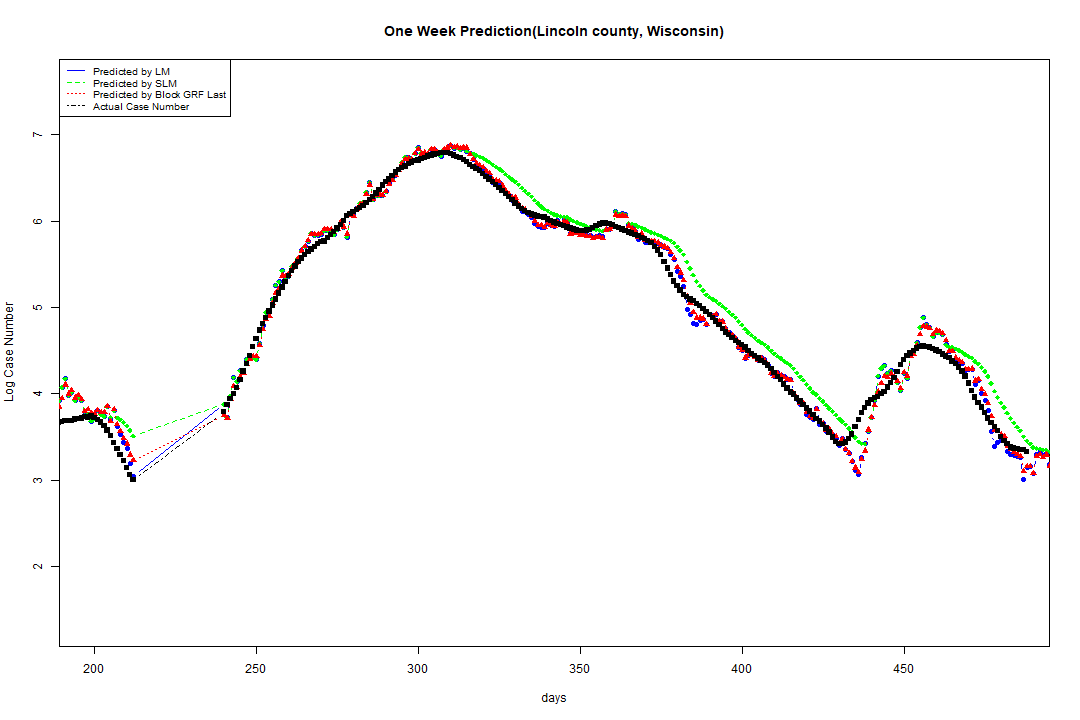 One Week Prediction(Lincoln county, Wisconsin)
Predicted by LM
Predicted by SLM
Predicted by Block GRF Last
Actual Case Number
Log Case Number
7
6
5
4
3
2
200 250 300 350 400 450
days